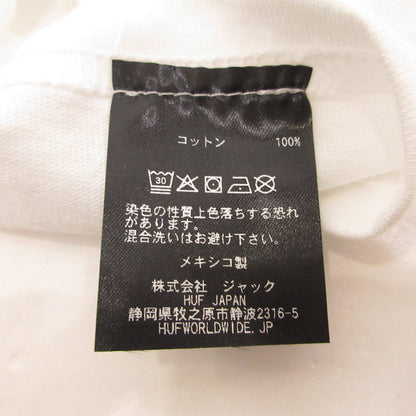 コットン 100%
30
染色の性質上色落ちする恐れ
があります。
混合洗いはお避け下さい。
メキシコ製
株式会社 ジャック
HUF JAPAN
静岡県牧之原市静波2316-5
HUFWORLDWIDE.JP